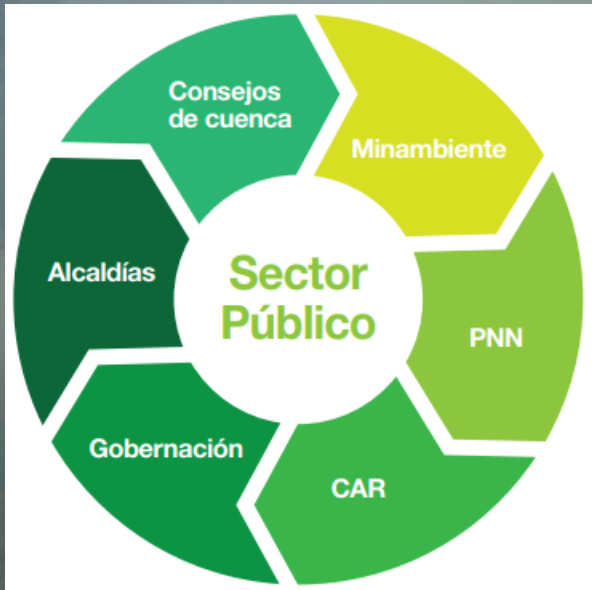 Consejos
de cuenca
Minambiente
Alcaldías
Sector
Público
PNN
Gobernación
CAR